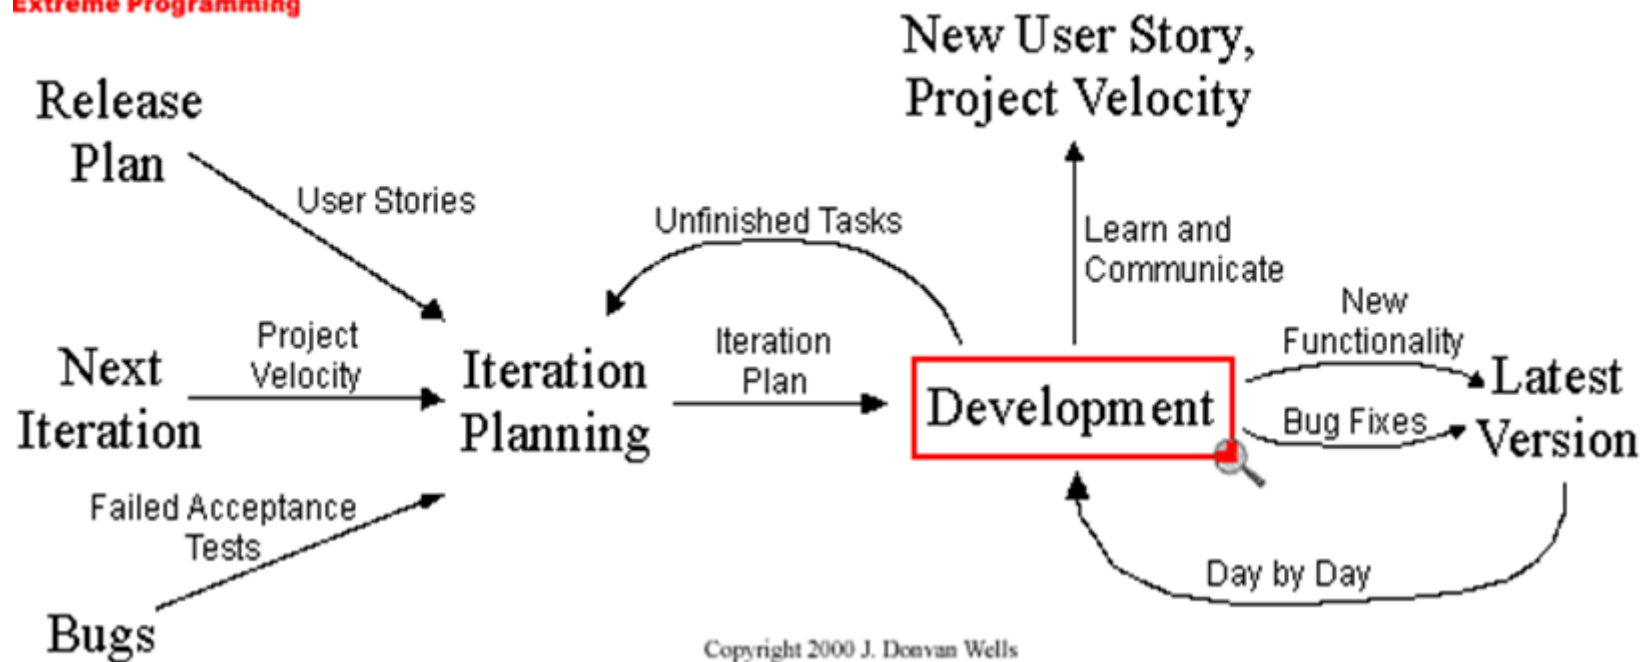 Extreme Programming
New User Story,
Project Velocity
Release
Plan
User Stories
Unfinished Tasks
Learn and
Communicate
New
Functionality
Project
Velocity
Iteration
Plan
Next
Iteration
Iteration
Planning
Development
Latest
Version
Bug Fixes
Failed Acceptance
Tests
Day by Day
Bugs
Copyright 2000 J. Donvan Wells